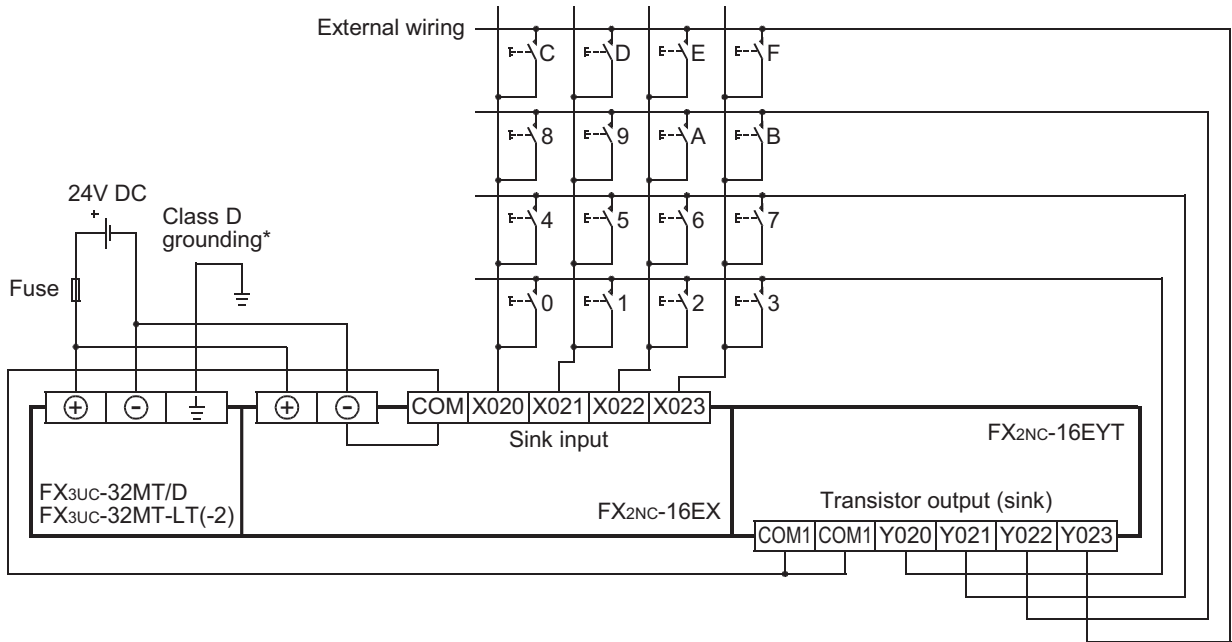 External wiring
C D E F
8 9 A B
24V DC
+
Class D
grounding*
4 5 6 7
Fuse
0 1 2 3
+ - + - COM X020 X021 X022 X023
Sink input
FX2NC-16EYT
FX3UC-32MT/D
FX3UC-32MT-LT(-2)
FX2NC-16EX
Transistor output (sink)
COM1 COM1 Y020 Y021 Y022 Y023